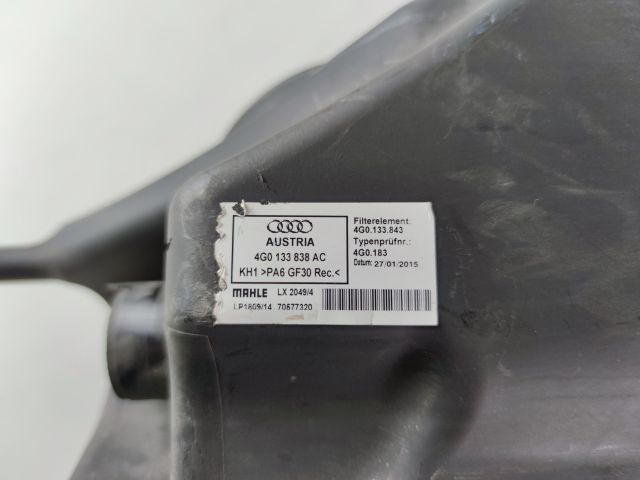 AUSTRIA
4G0 133 838 AC
KH1 >PA6 GF30 Rec.<
MAHLE LX 2049/4
LP1809/14 70577320
Filterelement:
4G0.133.843
Typenprüfnr.:
4G0.183
Datum: 27/01/2015